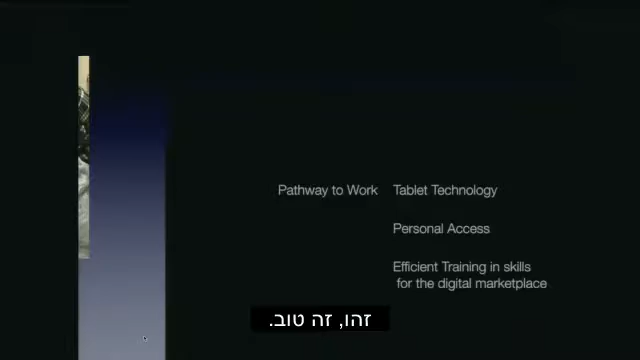 Pathway to Work
Tablet Technology
Personal Access
Efficient Training in skills
for the digital marketplace
זהו, זה טוב.